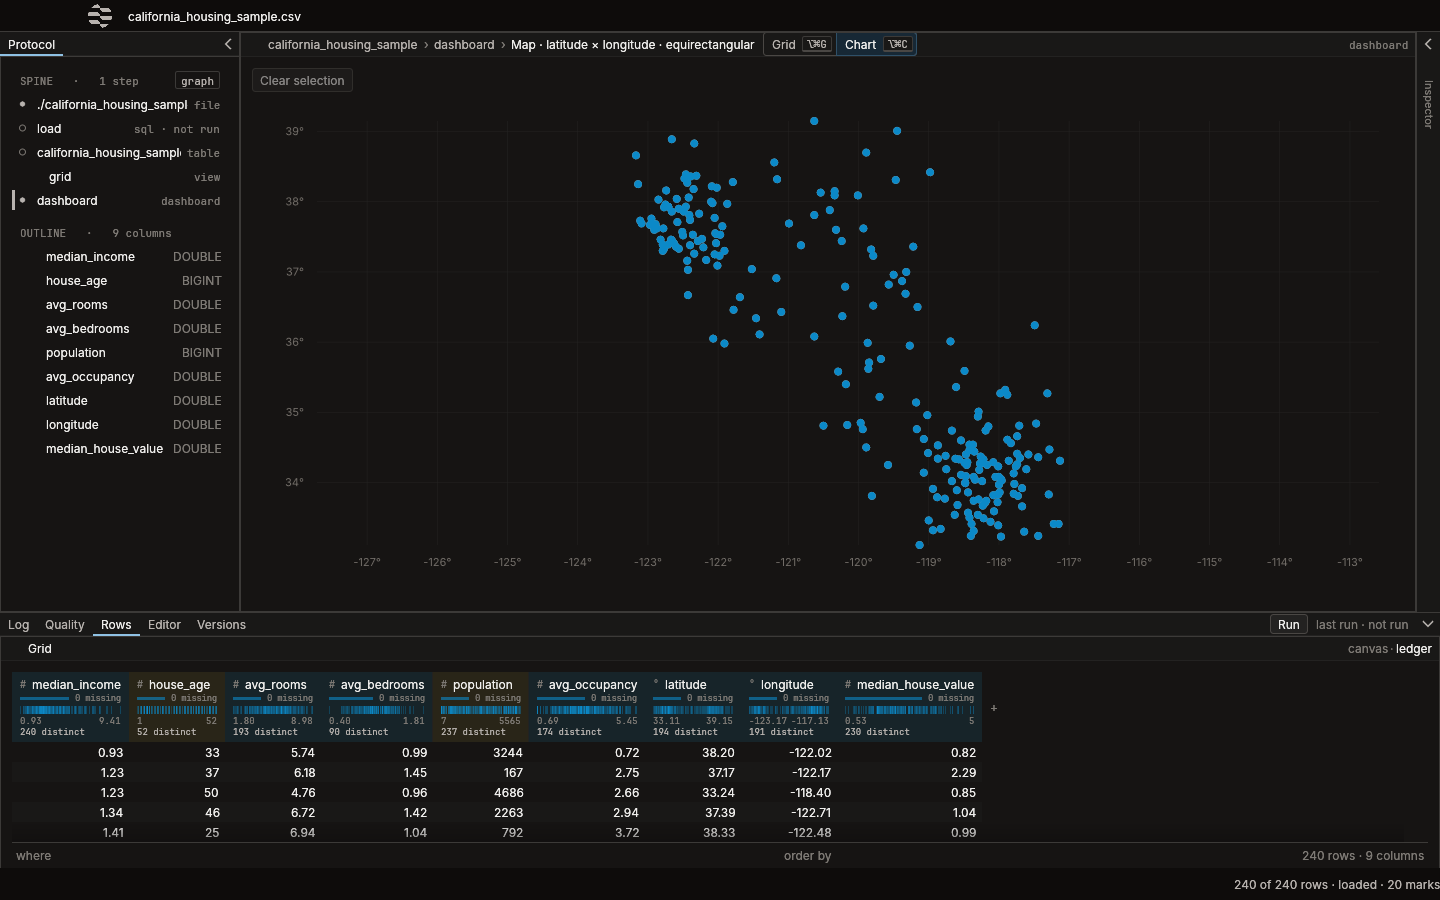 california_housing_sample.csv
Protocol
california_housing_sample › dashboard › Map · latitude × longitude · equirectangular
Grid ⌥⌘G
Chart ⌥⌘C
dashboard
Inspector
SPINE · 1 step graph
./california_housing_sampl file
load sql · not run
california_housing_sampl table
grid view
dashboard dashboard
OUTLINE · 9 columns
median_income DOUBLE
house_age BIGINT
avg_rooms DOUBLE
avg_bedrooms DOUBLE
population BIGINT
avg_occupancy DOUBLE
latitude DOUBLE
longitude DOUBLE
median_house_value DOUBLE
Clear selection
39°
38°
37°
36°
35°
34°
-127° -126° -125° -124° -123° -122° -121° -120° -119° -118° -117° -116° -115° -114° -113°
Log Quality Rows Editor Versions
Run last run · not run
Grid
canvas · ledger
# median_income # house_age # avg_rooms # avg_bedrooms # population # avg_occupancy ° latitude ° longitude # median_house_value
0 missing 0 missing 0 missing 0 missing 0 missing 0 missing 0 missing 0 missing 0 missing
0.93 9.41 1 52 1.80 8.98 0.40 1.81 7 5565 0.69 5.45 33.11 39.15 -123.17 -117.13 0.53 5
240 distinct 52 distinct 193 distinct 90 distinct 237 distinct 174 distinct 194 distinct 191 distinct 230 distinct
+
0.93 33 5.74 0.99 3244 0.72 38.20 -122.02 0.82
1.23 37 6.18 1.45 167 2.75 37.17 -122.17 2.29
1.23 50 4.76 0.96 4686 2.66 33.24 -118.40 0.85
1.34 46 6.72 1.42 2263 2.94 37.39 -122.71 1.04
1.41 25 6.94 1.04 792 3.72 38.33 -122.48 0.99
where order by 240 rows · 9 columns
240 of 240 rows · loaded · 20 marks